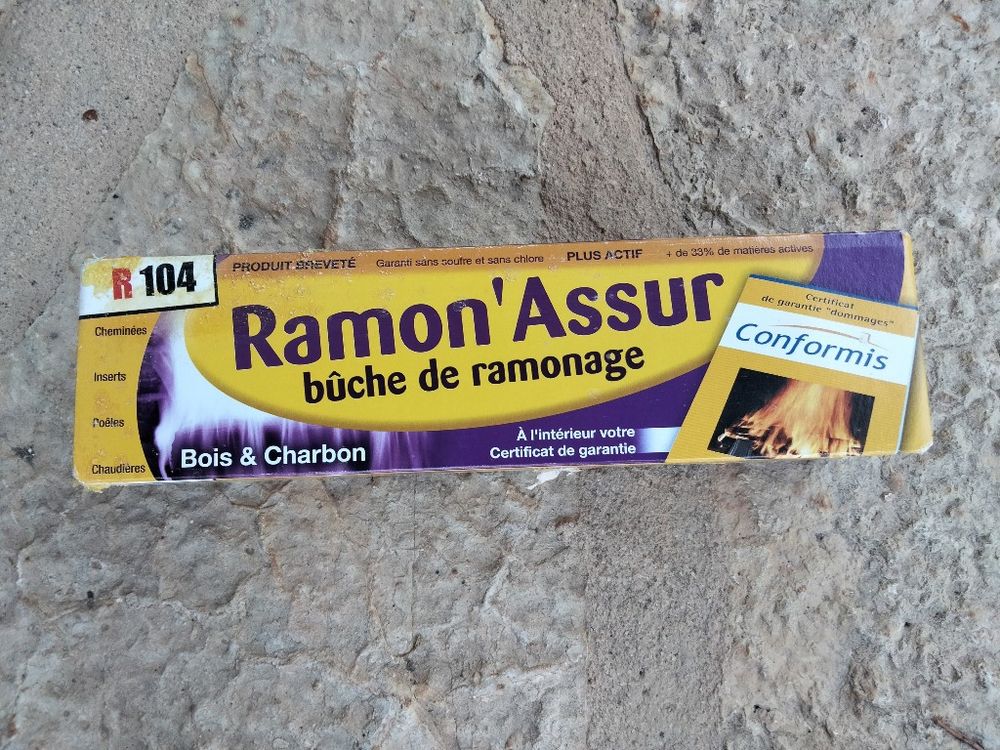 R 104
PRODUIT BREVETÉ Garanti sans soufre et sans chlore PLUS ACTIF + de 33% de matières actives
Ramon'Assur
bûche de ramonage
Cheminées
Inserts
Poêles
Chaudières
Bois & Charbon
À l'intérieur votre
Certificat de garantie
Certificat
de garantie "dommages"
Conformis